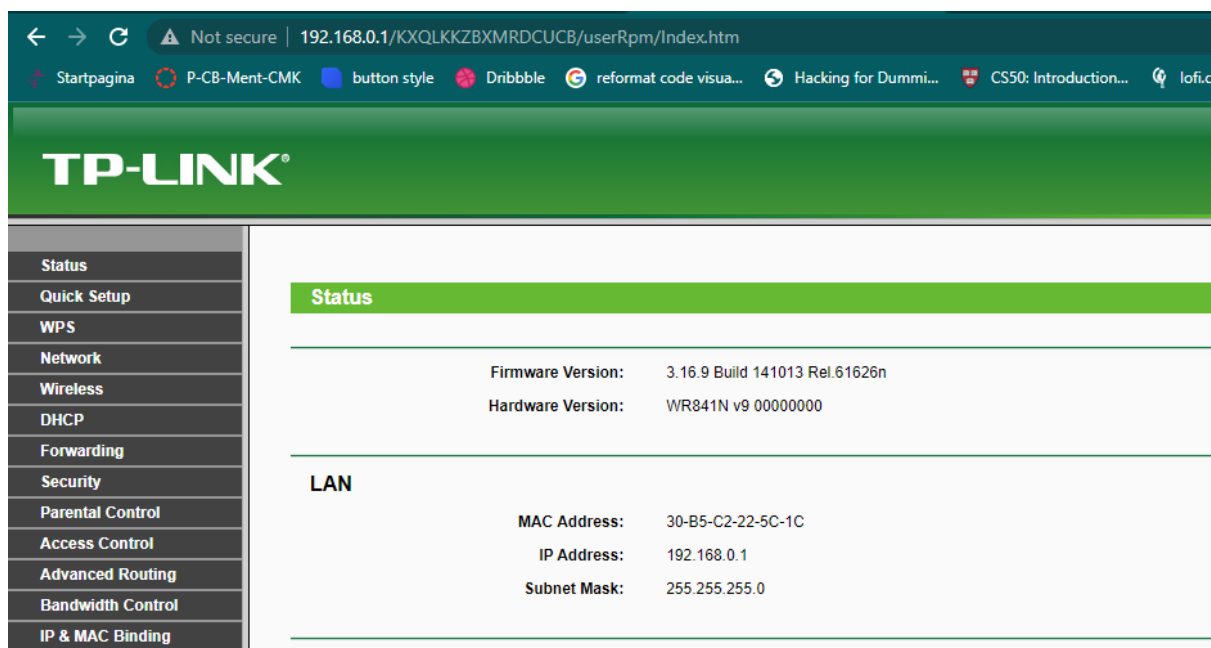 Not secure | 192.168.0.1/KXQLKKZBXMRDCUCB/userRpm/Index.htm
Startpagina P-CB-Ment-CMK button style Dribbble reformat code visua... Hacking for Dummi... CS50: Introduction... lofi.c
TP-LINK®
Status
Quick Setup
WPS
Network
Wireless
DHCP
Forwarding
Security
Parental Control
Access Control
Advanced Routing
Bandwidth Control
IP & MAC Binding
Status
Firmware Version: 3.16.9 Build 141013 Rel.61626n
Hardware Version: WR841N v9 00000000
LAN
MAC Address: 30-B5-C2-22-5C-1C
IP Address: 192.168.0.1
Subnet Mask: 255.255.255.0